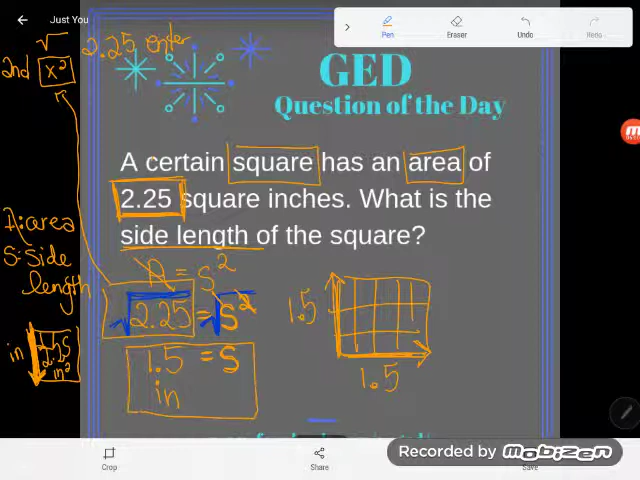 Just You
Pen
Eraser
Undo
Redo
√ 2.25 enter
2nd x²
GED
Question of the Day
A certain square has an area of
2.25 square inches. What is the
side length of the square?
A: area
S: Side
length
A = S²
√2.25 = √S²
1.5 = S
in
1.5
1.5
in
in²
Crop
Share
Save
Recorded by mobizen